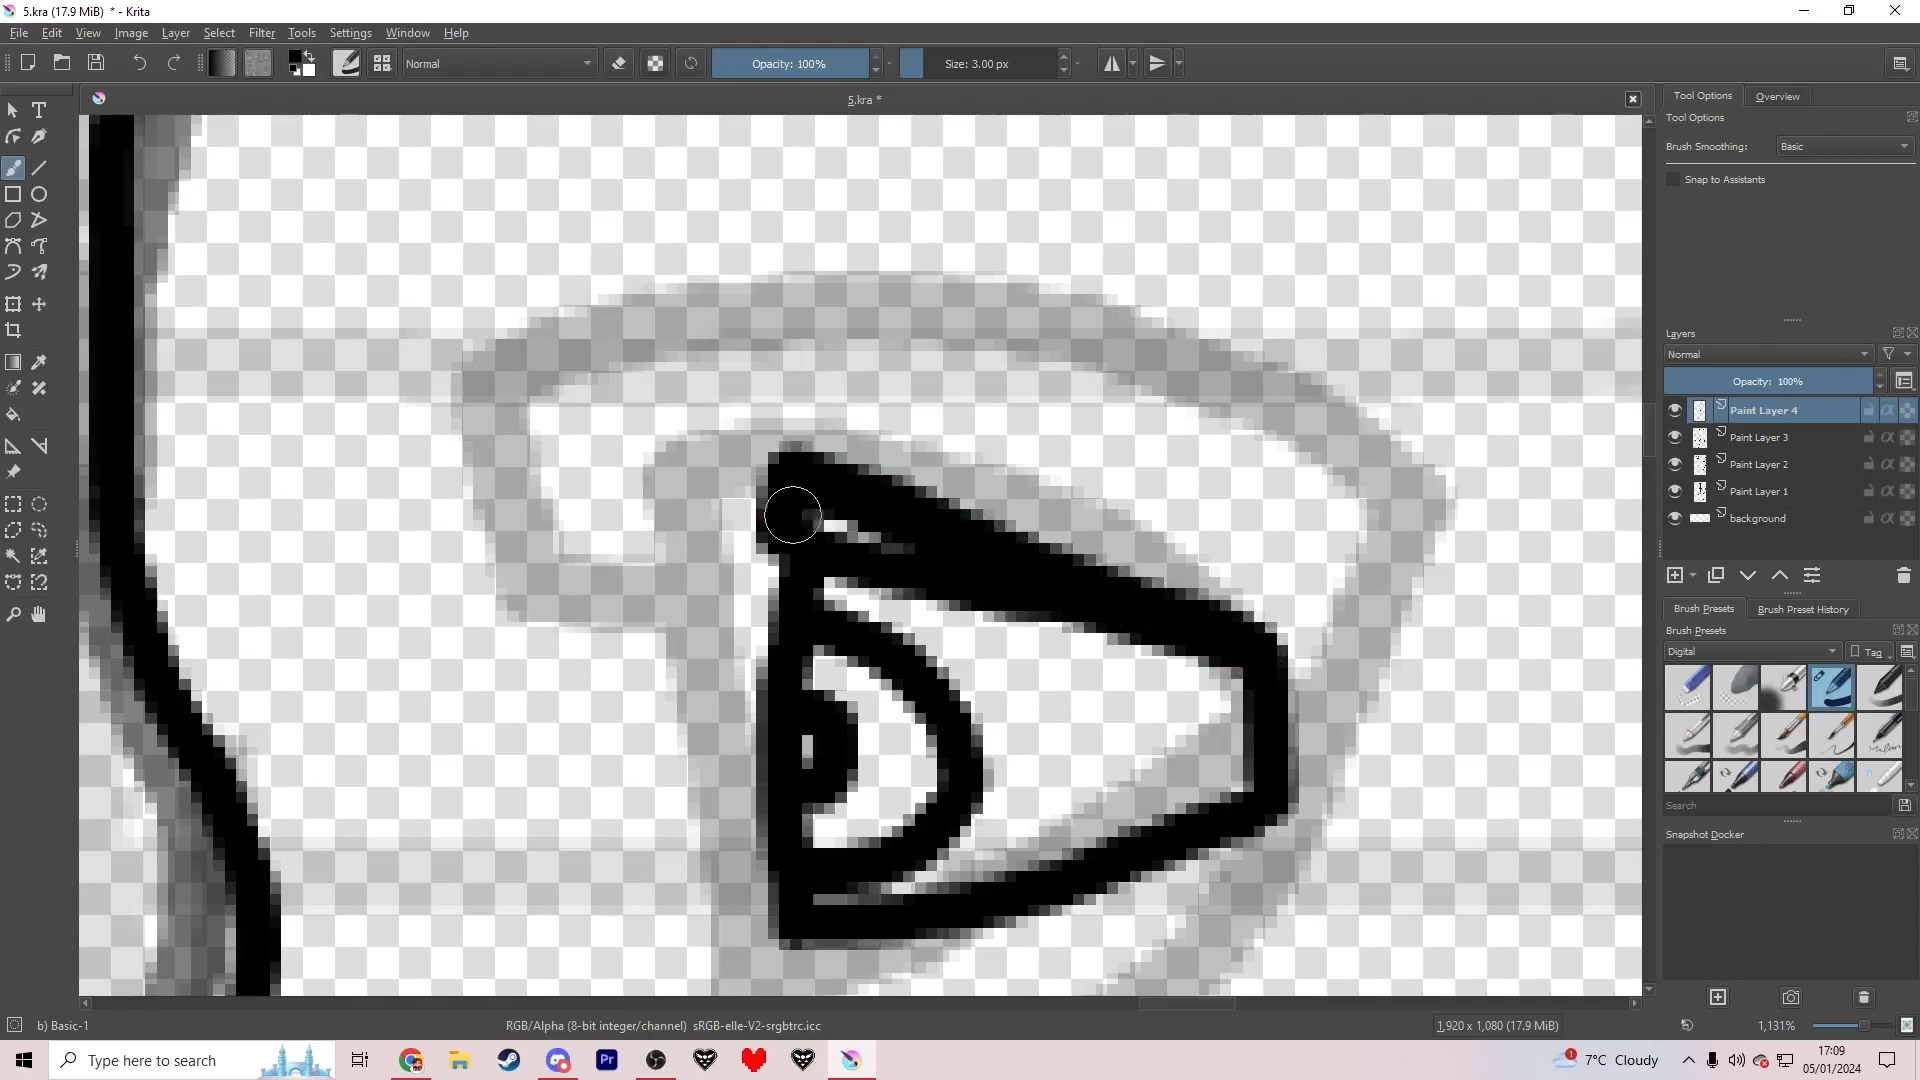 5.kra (17.9 MiB) * - Krita
File Edit View Image Layer Select Filter Tools Settings Window Help
Normal
Opacity: 100%
Size: 3.00 px
5.kra *
Tool Options
Overview
Tool Options
Brush Smoothing:
Basic
Snap to Assistants
Layers
Normal
Opacity: 100%
Paint Layer 4
Paint Layer 3
Paint Layer 2
Paint Layer 1
background
Brush Presets
Brush Preset History
Brush Presets
Digital
Tag
Search
Snapshot Docker
b) Basic-1
RGB/Alpha (8-bit integer/channel) sRGB-elle-V2-srgbtrc.icc
1,920 x 1,080 (17.9 MiB)
1,131%
Type here to search
Pr
1
7°C Cloudy
17:09
05/01/2024